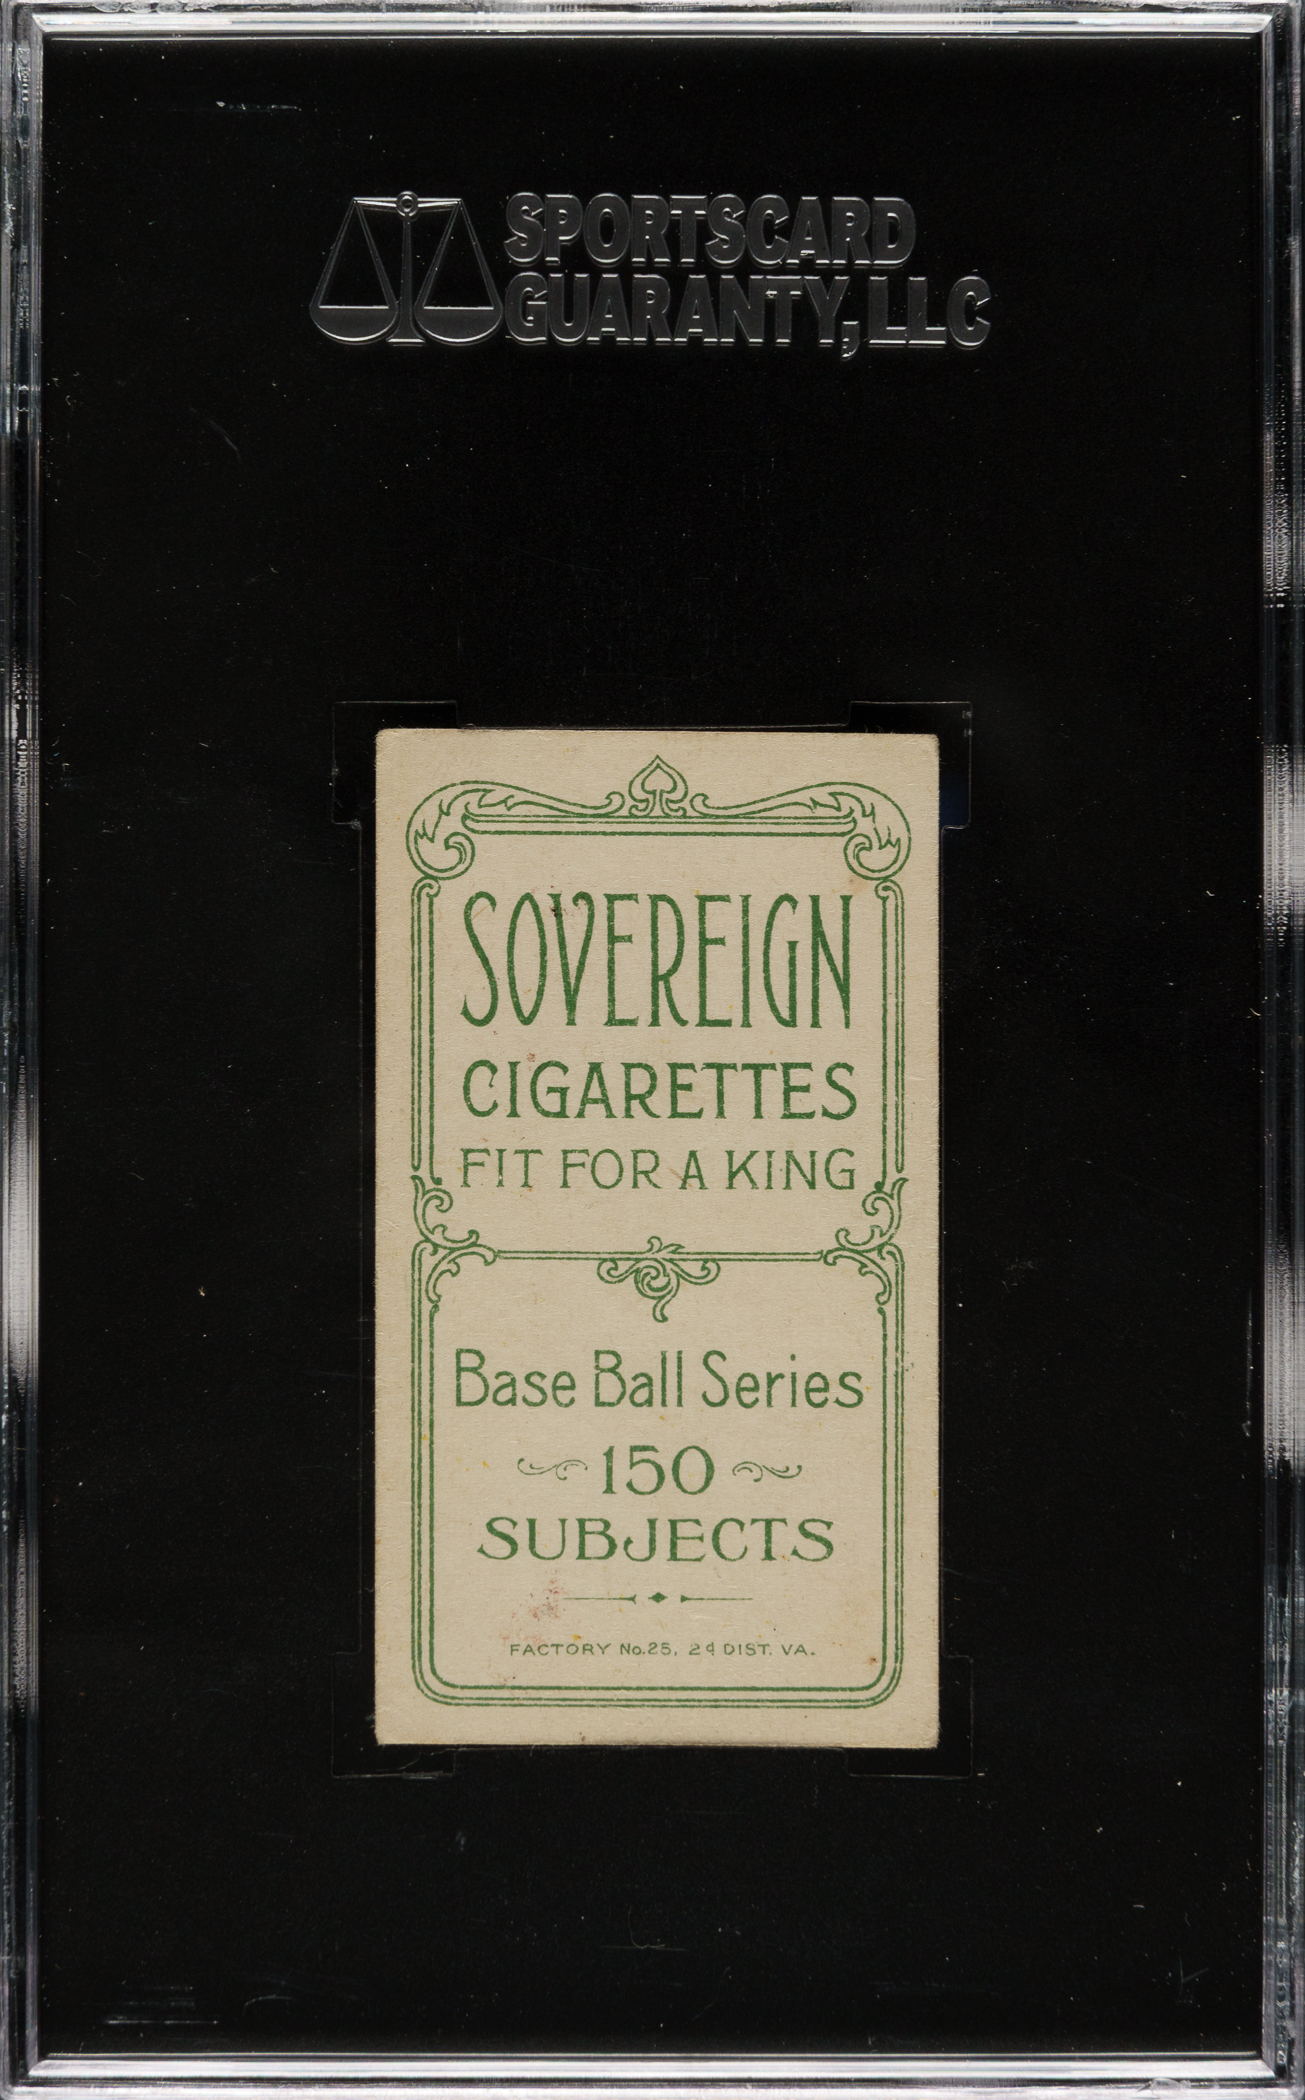 SPORTSCARD
GUARANTY, LLC
SOVEREIGN
CIGARETTES
FIT FOR A KING
Base Ball Series
150
SUBJECTS
FACTORY No. 25, 2d DIST. VA.